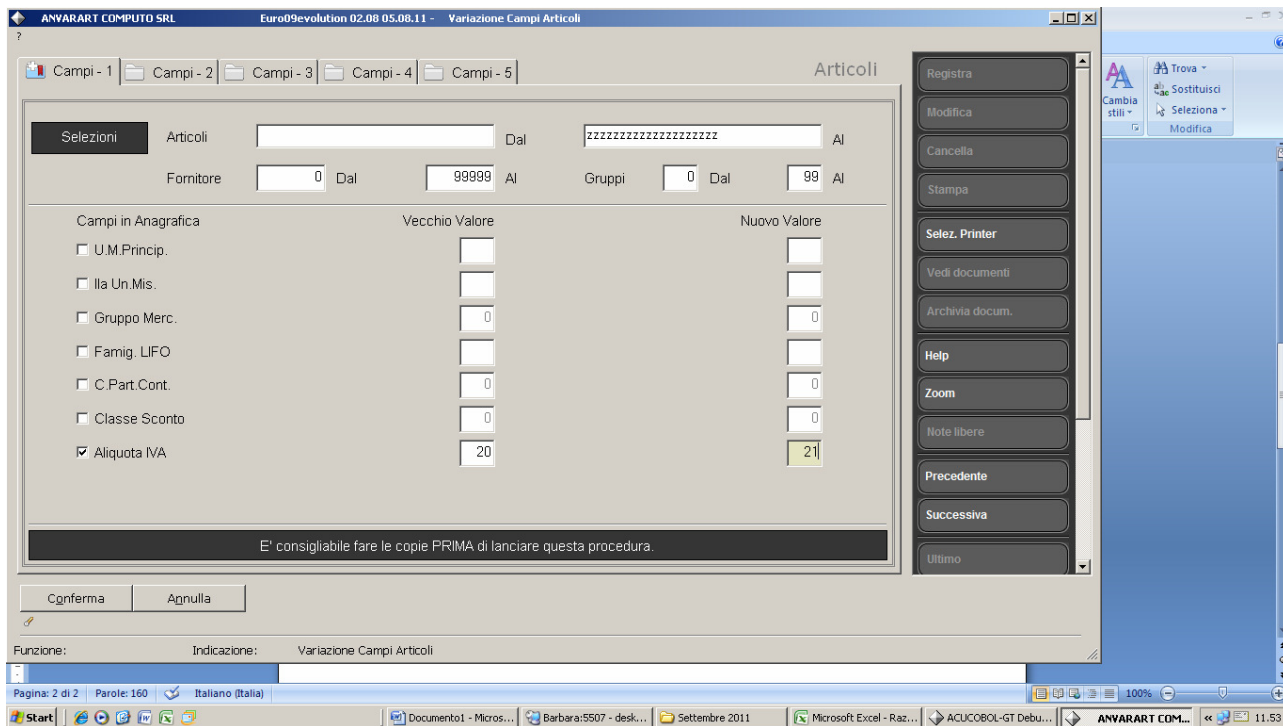 ANVARART COMPUTO SRL Euro09evolution 02.08 05.08.11 - Variazione Campi Articoli
?
Campi - 1 Campi - 2 Campi - 3 Campi - 4 Campi - 5 Articoli
Selezioni Articoli Dal zzzzzzzzzzzzzzzzzzzz Al
Fornitore 0 Dal 99999 Al Gruppi 0 Dal 99 Al
Campi in Anagrafica Vecchio Valore Nuovo Valore
U.M.Princip.
IIa Un.Mis.
Gruppo Merc. 0 0
Famig. LIFO
C.Part.Cont. 0 0
Classe Sconto 0 0
Aliquota IVA 20 21
E' consigliabile fare le copie PRIMA di lanciare questa procedura.
Conferma Annulla
Funzione: Indicazione: Variazione Campi Articoli
Registra
Modifica
Cancella
Stampa
Selez. Printer
Vedi documenti
Archivia docum.
Help
Zoom
Note libere
Precedente
Successiva
Ultimo
Cambia stili
Trova
Sostituisci
Seleziona
Modifica
Pagina: 2 di 2 Parole: 160 Italiano (Italia) 100%
Start Documento1 - Micros... Barbara:5507 - desk... Settembre 2011 Microsoft Excel - Raz... ACUCOBOL-GT Debu... ANVARART COM...